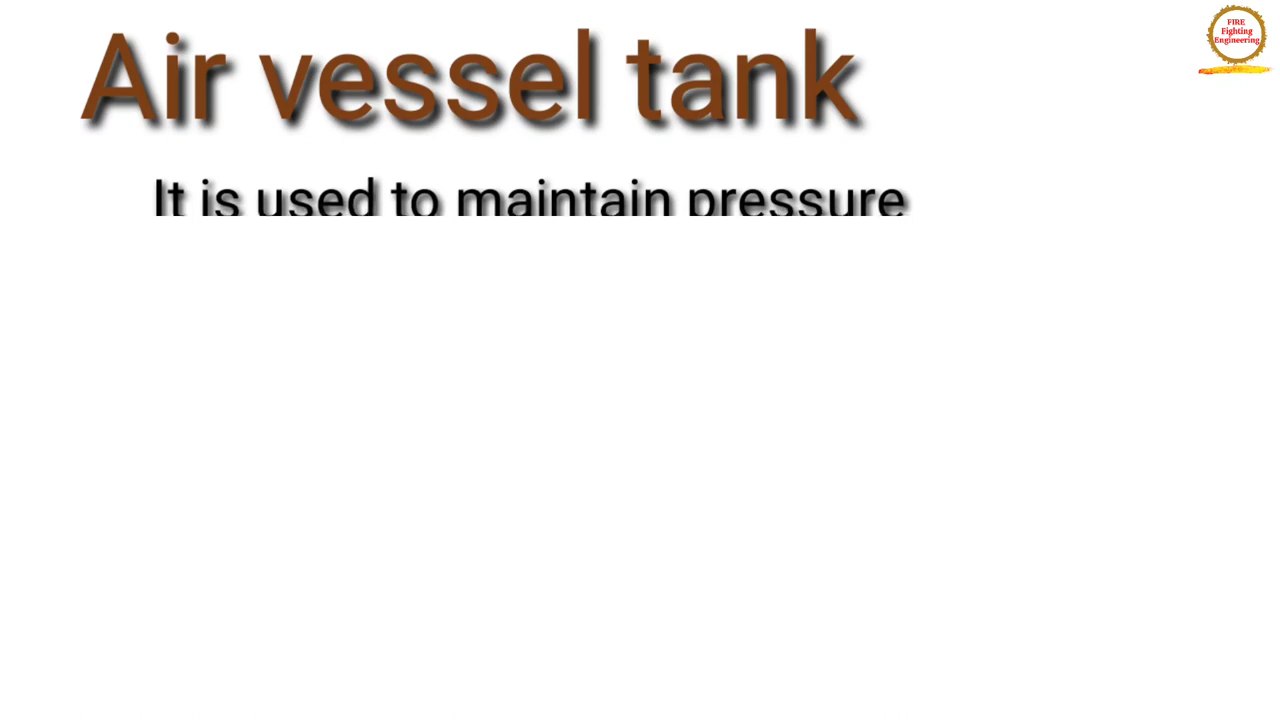 Air vessel tank
It is used to maintain pressure
FIRE
Fighting
Engineering